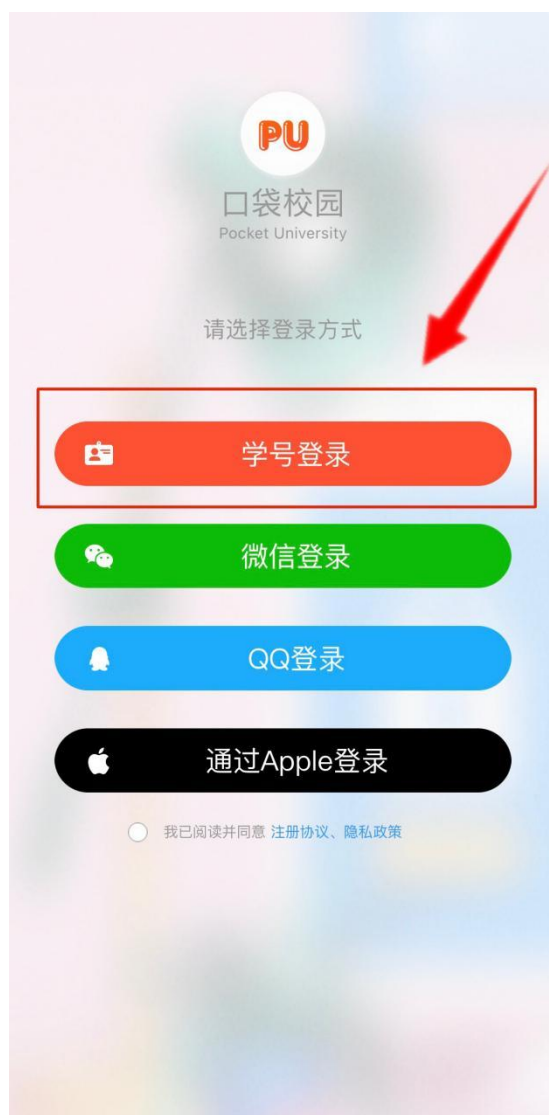 PU
口袋校园
Pocket University
请选择登录方式
学号登录
微信登录
QQ登录
通过Apple登录
我已阅读并同意 注册协议、隐私政策